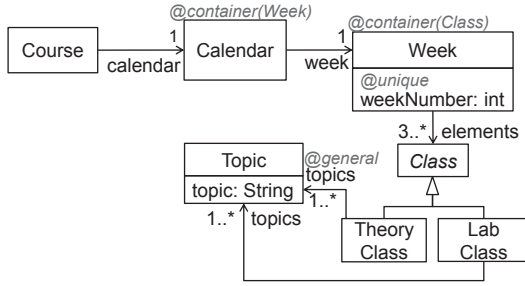 @container(Week)
@container(Class)
Course
1
calendar
Calendar
1
week
Week
@unique
weekNumber: int
3..* elements
Class
Topic
topic: String
@general
topics
1..*
1..* topics
Theory
Class
Lab
Class